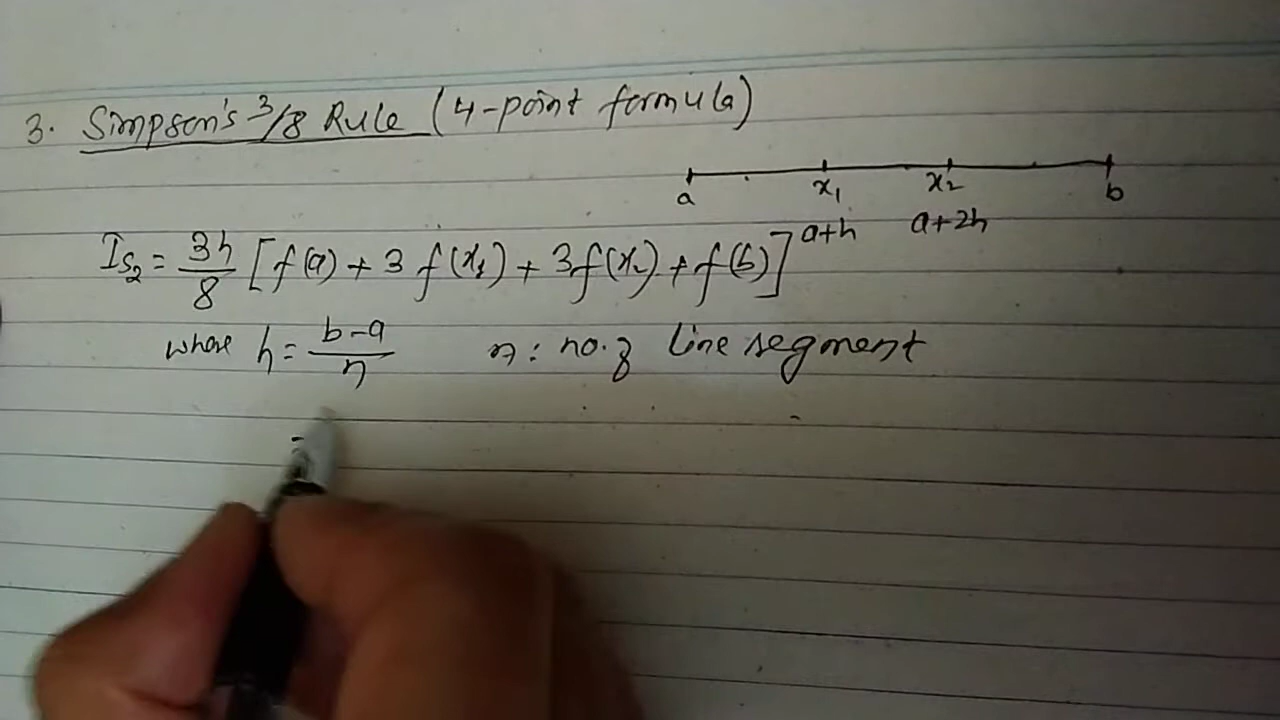 3. Simpson's 3/8 Rule (4-point formula)
a x₁ x₂ b
a+h a+2h
I_S₂ = 3h/8 [f(a) + 3 f(x₁) + 3f(x₂) + f(b)]
where h = b-a/n n : no. of line segment